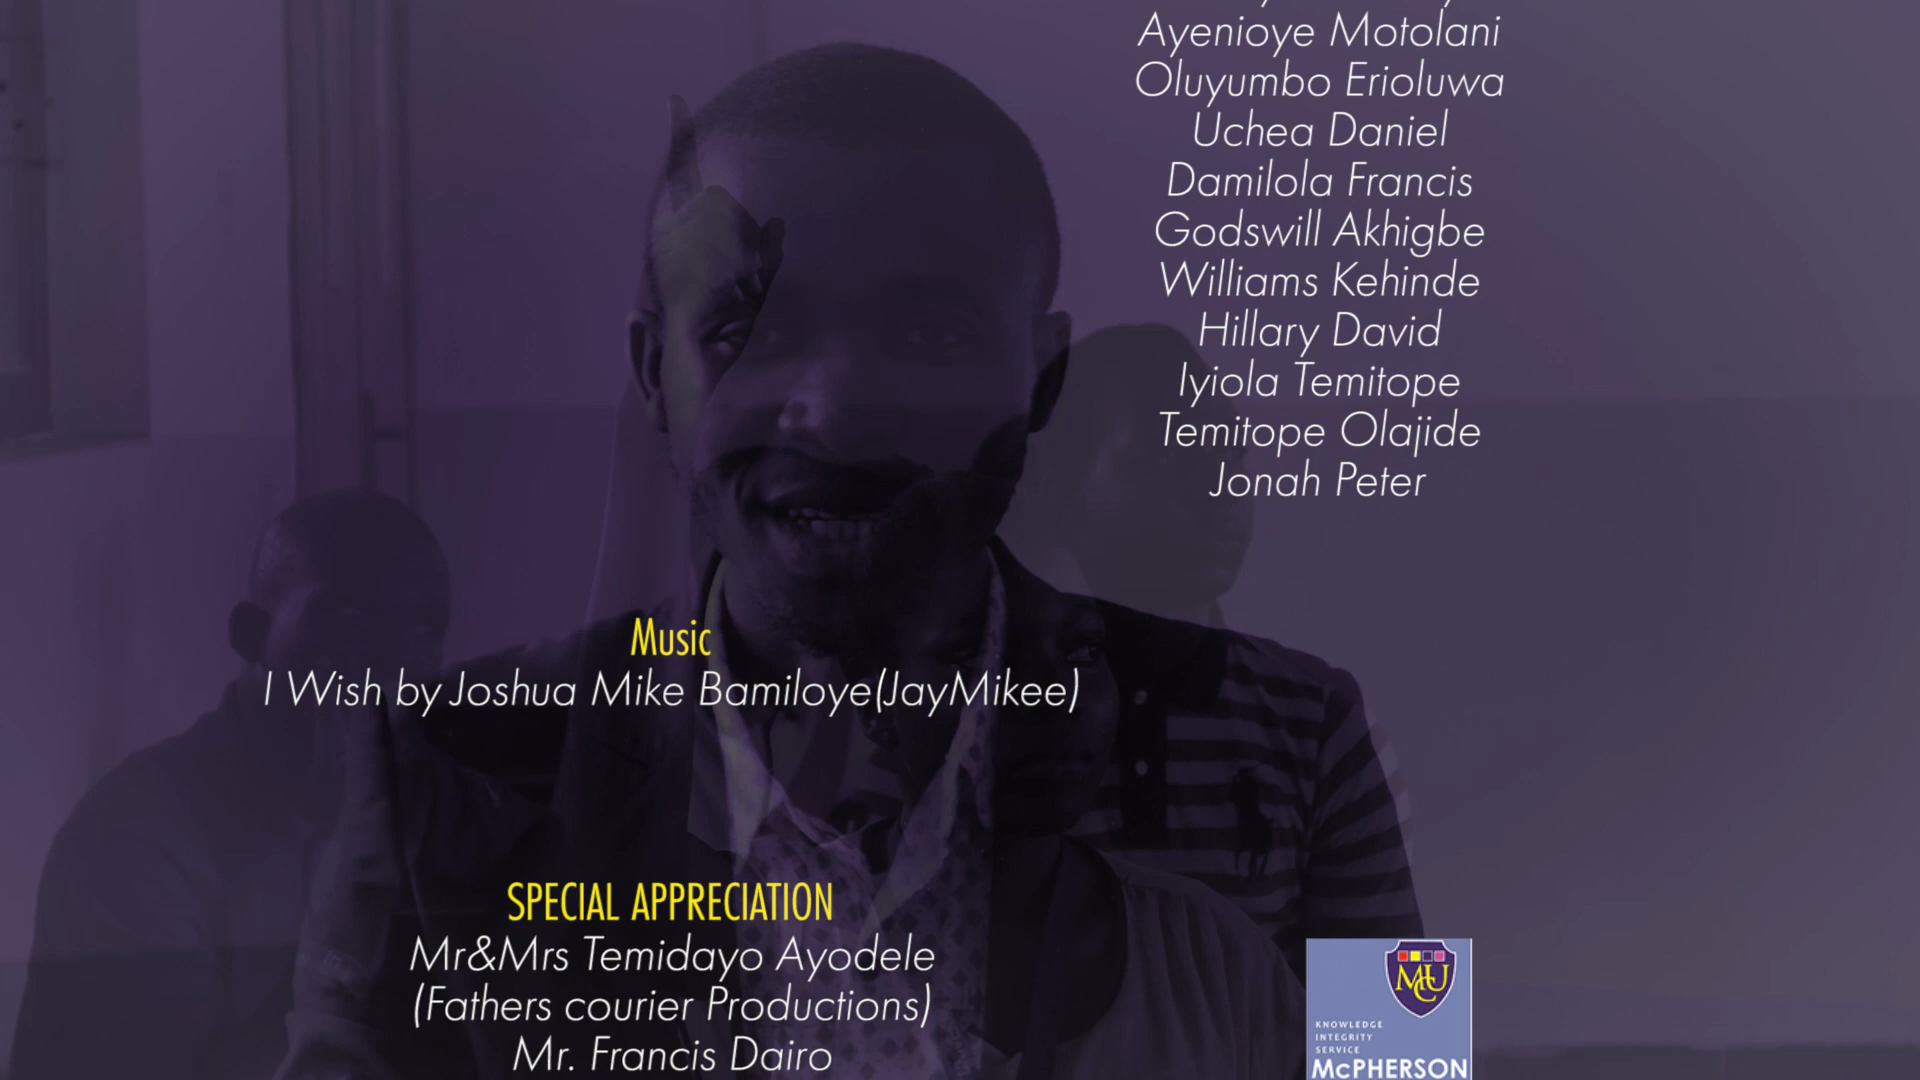 Ayenioye Motolani
Oluyumbo Erioluwa
Uchea Daniel
Damilola Francis
Godswill Akhigbe
Williams Kehinde
Hillary David
Iyiola Temitope
Temitope Olajide
Jonah Peter
Music
I Wish by Joshua Mike Bamiloye(JayMikee)
SPECIAL APPRECIATION
Mr&Mrs Temidayo Ayodele
(Fathers courier Productions)
Mr. Francis Dairo
MCU
KNOWLEDGE
INTEGRITY
SERVICE
McPHERSON